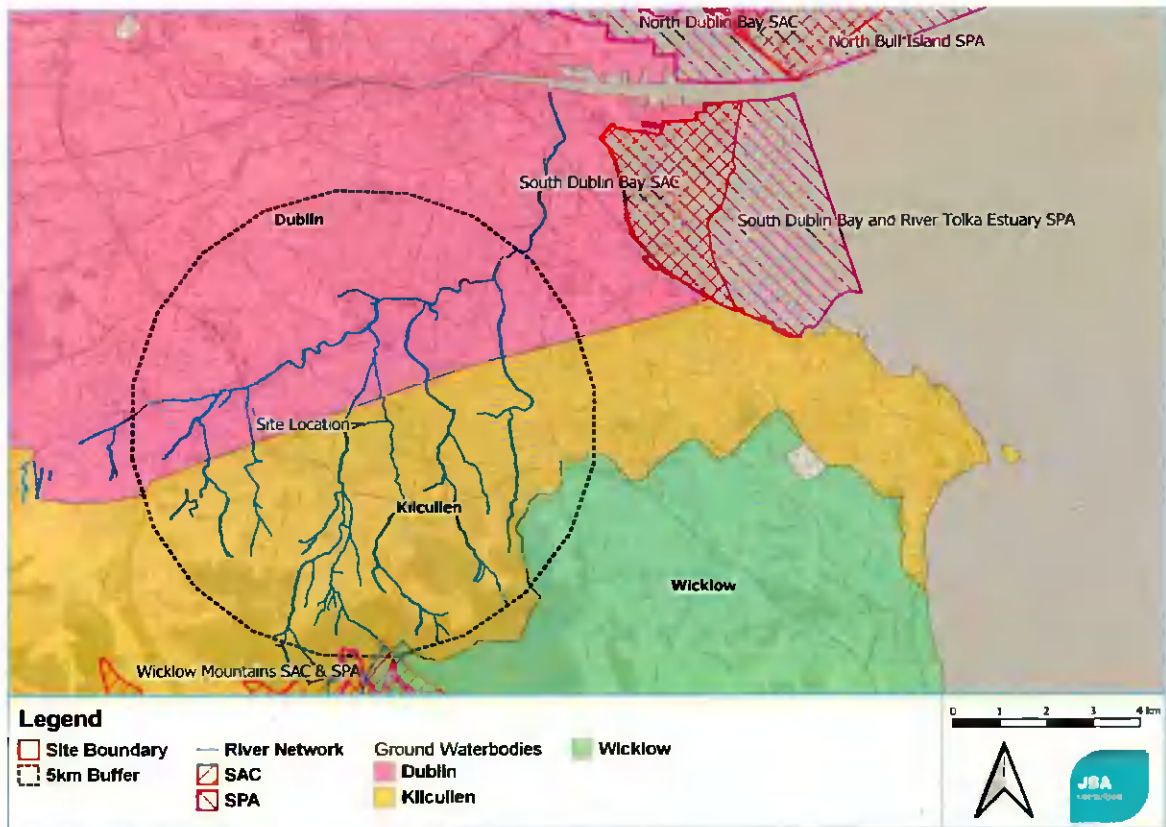 North Dublin Bay SAC
North Bull Island SPA
South Dublin Bay SAC
Dublin
South Dublin Bay and River Tolka Estuary SPA
Site Location
Kilcullen
Wicklow
Wicklow Mountains SAC & SPA
Legend
Site Boundary
River Network
Ground Waterbodies
Wicklow
5km Buffer
SAC
Dublin
SPA
Kilcullen
0 1 2 3 4 km